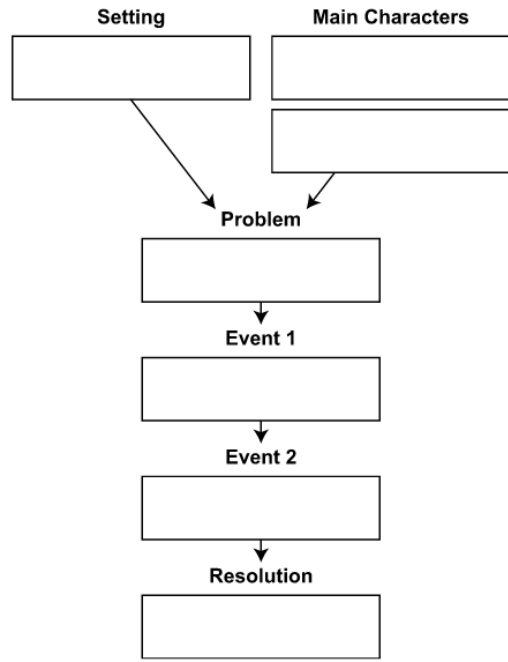 Setting
Main Characters
Problem
Event 1
Event 2
Resolution